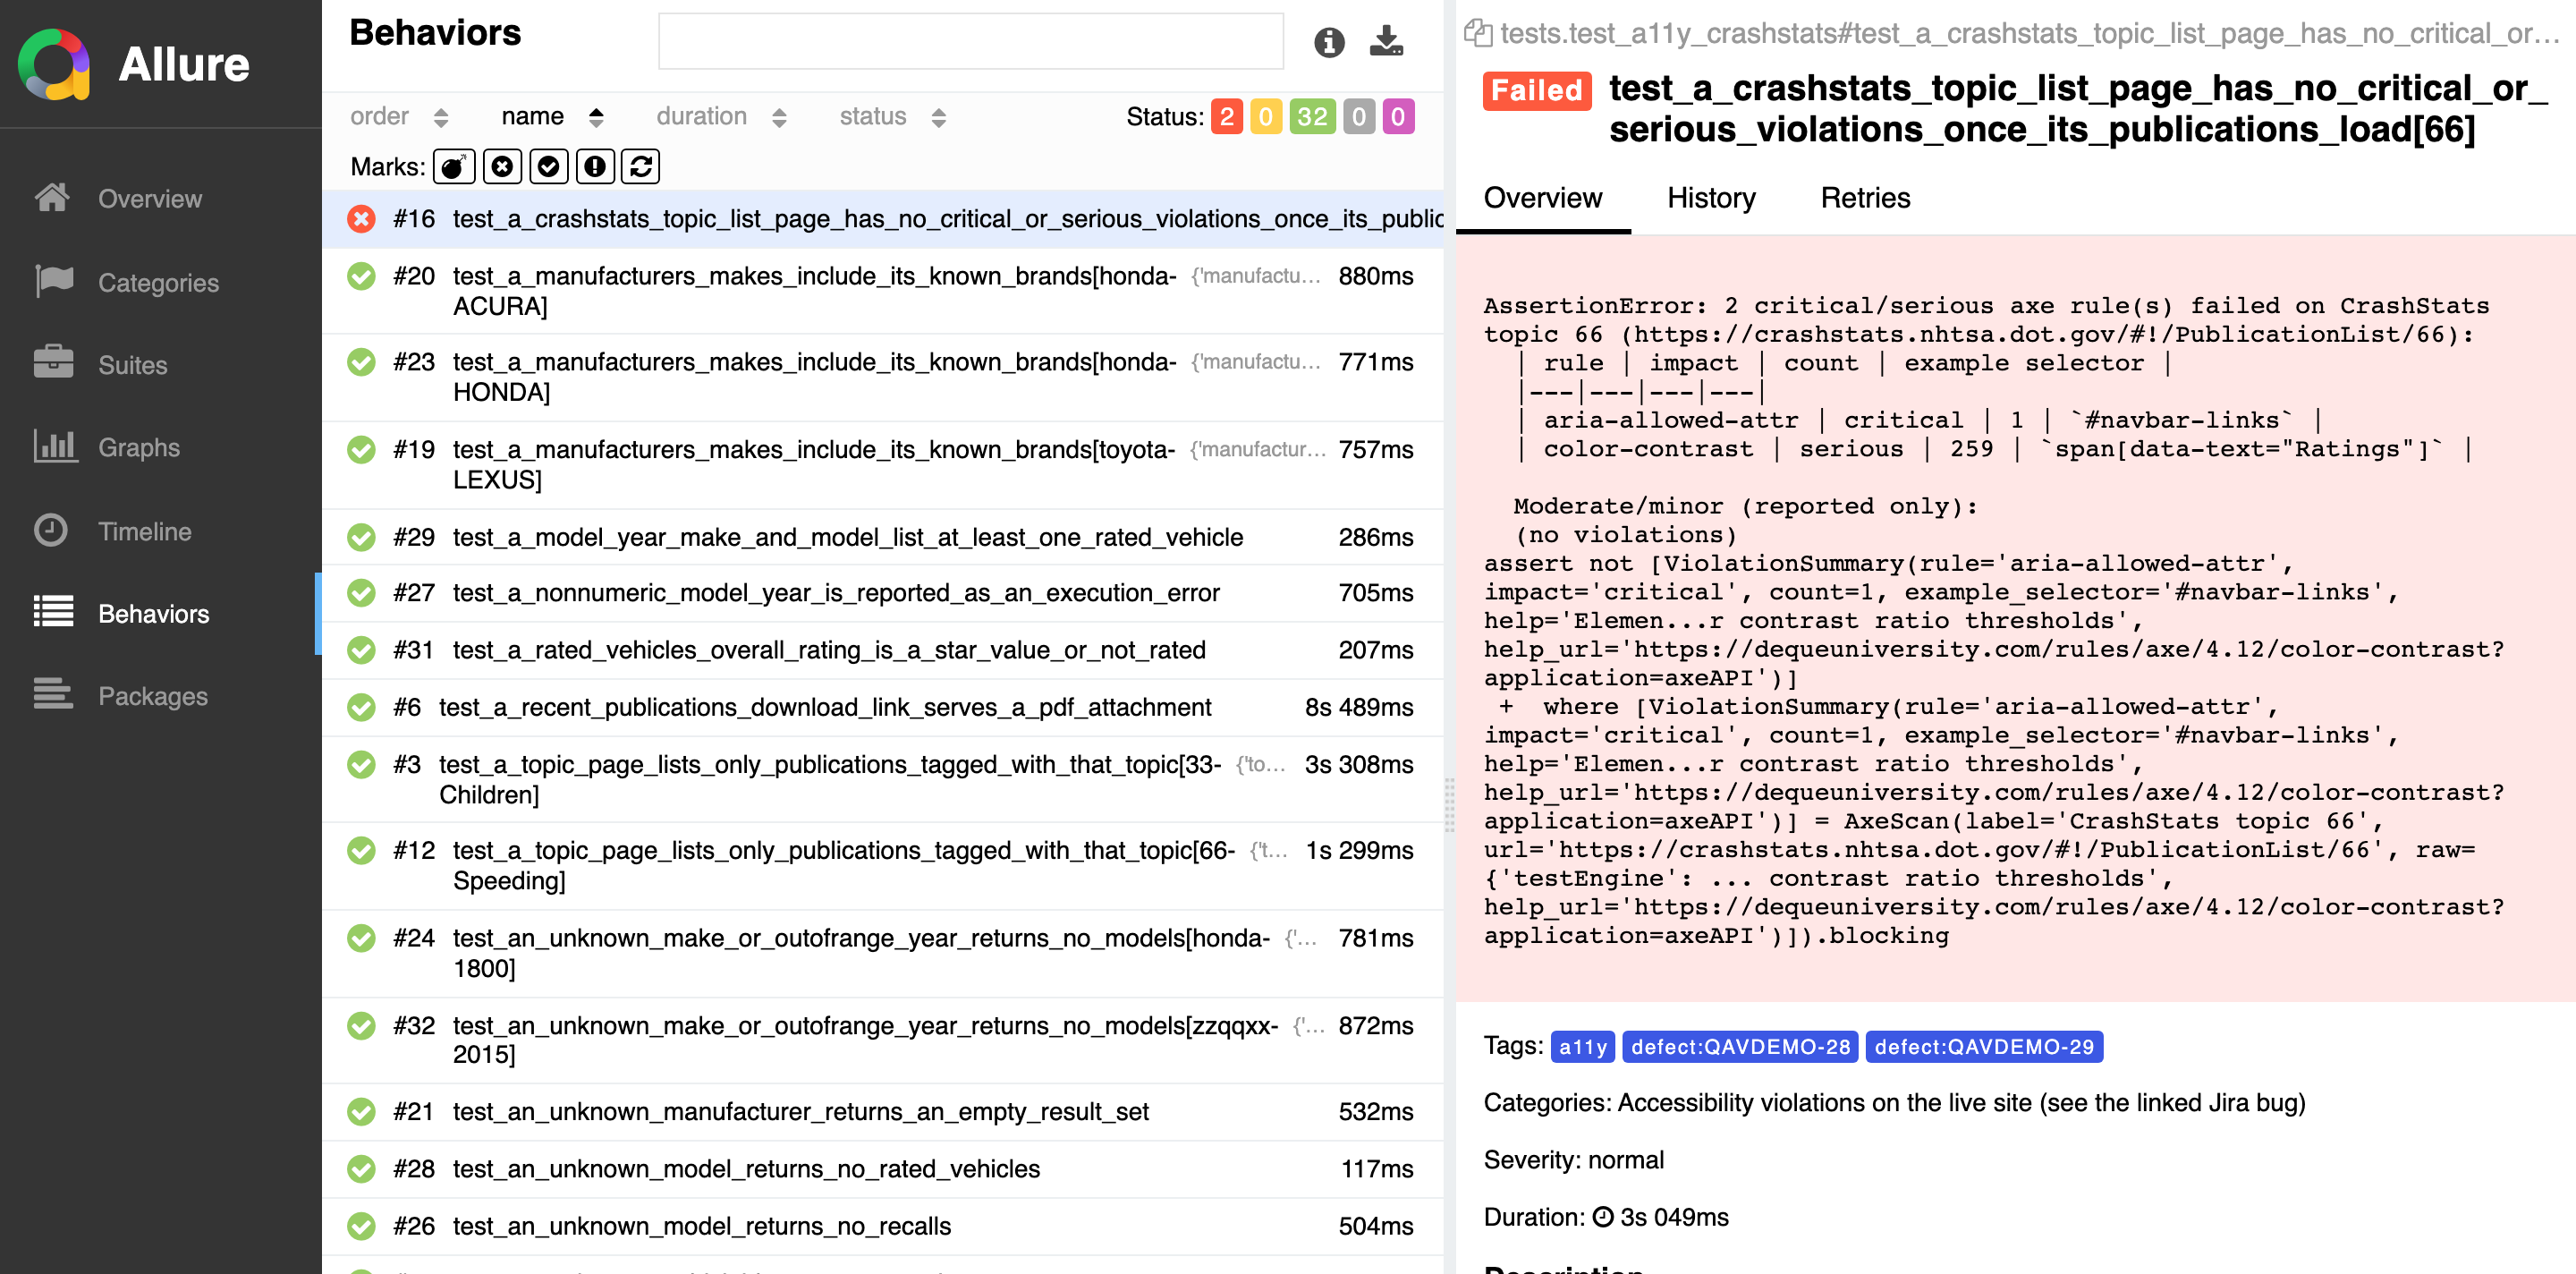 Allure
Overview
Categories
Suites
Graphs
Timeline
Behaviors
Packages
Behaviors
order name duration status Status: 2 0 32 0 0
Marks:
#16 test_a_crashstats_topic_list_page_has_no_critical_or_serious_violations_once_its_public
#20 test_a_manufacturers_makes_include_its_known_brands[honda- {'manufactu... 880ms
ACURA]
#23 test_a_manufacturers_makes_include_its_known_brands[honda- {'manufactu... 771ms
HONDA]
#19 test_a_manufacturers_makes_include_its_known_brands[toyota- {'manufactur... 757ms
LEXUS]
#29 test_a_model_year_make_and_model_list_at_least_one_rated_vehicle 286ms
#27 test_a_nonnumeric_model_year_is_reported_as_an_execution_error 705ms
#31 test_a_rated_vehicles_overall_rating_is_a_star_value_or_not_rated 207ms
#6 test_a_recent_publications_download_link_serves_a_pdf_attachment 8s 489ms
#3 test_a_topic_page_lists_only_publications_tagged_with_that_topic[33- {'to... 3s 308ms
Children]
#12 test_a_topic_page_lists_only_publications_tagged_with_that_topic[66- {'t... 1s 299ms
Speeding]
#24 test_an_unknown_make_or_outofrange_year_returns_no_models[honda- {'... 781ms
1800]
#32 test_an_unknown_make_or_outofrange_year_returns_no_models[zzqqxx- {'... 872ms
2015]
#21 test_an_unknown_manufacturer_returns_an_empty_result_set 532ms
#28 test_an_unknown_model_returns_no_rated_vehicles 117ms
#26 test_an_unknown_model_returns_no_recalls 504ms
tests.test_a11y_crashstats#test_a_crashstats_topic_list_page_has_no_critical_or...
Failed test_a_crashstats_topic_list_page_has_no_critical_or_
serious_violations_once_its_publications_load[66]
Overview History Retries
AssertionError: 2 critical/serious axe rule(s) failed on CrashStats
topic 66 (https://crashstats.nhtsa.dot.gov/#!/PublicationList/66):
| rule | impact | count | example selector |
|---|---|---|---|
| aria-allowed-attr | critical | 1 | `#navbar-links` |
| color-contrast | serious | 259 | `span[data-text="Ratings"]` |
Moderate/minor (reported only):
(no violations)
assert not [ViolationSummary(rule='aria-allowed-attr',
impact='critical', count=1, example_selector='#navbar-links',
help='Elemen...r contrast ratio thresholds',
help_url='https://dequeuniversity.com/rules/axe/4.12/color-contrast?
application=axeAPI')]
+  where [ViolationSummary(rule='aria-allowed-attr',
impact='critical', count=1, example_selector='#navbar-links',
help='Elemen...r contrast ratio thresholds',
help_url='https://dequeuniversity.com/rules/axe/4.12/color-contrast?
application=axeAPI')] = AxeScan(label='CrashStats topic 66',
url='https://crashstats.nhtsa.dot.gov/#!/PublicationList/66', raw=
{'testEngine': ... contrast ratio thresholds',
help_url='https://dequeuniversity.com/rules/axe/4.12/color-contrast?
application=axeAPI')]).blocking
Tags: a11y defect:QAVDEMO-28 defect:QAVDEMO-29
Categories: Accessibility violations on the live site (see the linked Jira bug)
Severity: normal
Duration: 3s 049ms